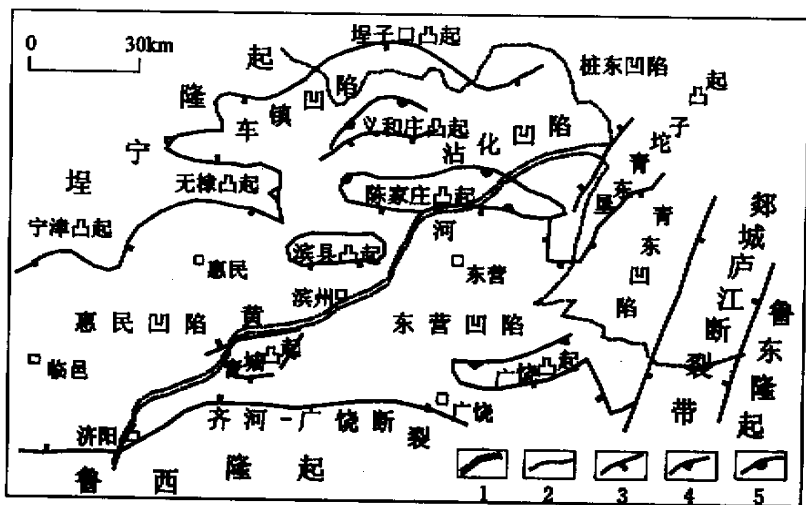 0 30km
埕子口凸起
桩东凹陷
埕宁隆起
车镇凹陷
义和庄凸起
沾化凹陷
青坨子凸起
垦东
无棣凸起
陈家庄凸起
宁津凸起
惠民
滨县凸起
黄河
东营
青东凹陷
郯城庐江断裂带
鲁东隆起
滨州
惠民凹陷
东营凹陷
临邑
广饶凸起
广饶
齐河-广饶断裂
济阳
鲁西隆起
1 2 3 4 5